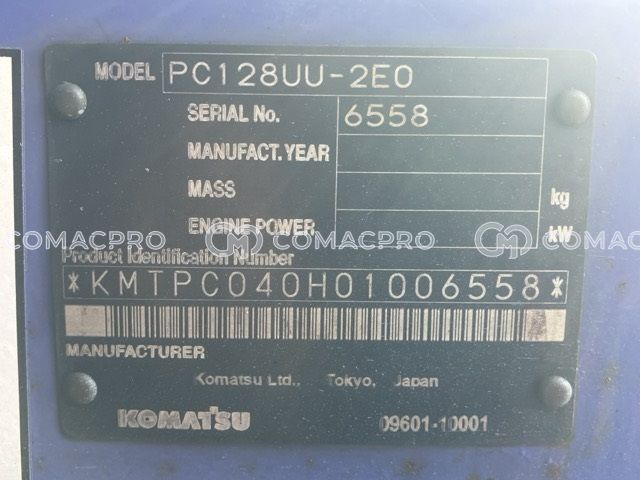 MODEL PC128UU-2E0
SERIAL No. 6558
MANUFACT. YEAR
MASS kg
ENGINE POWER kW
COMACPRO COMACPRO COMACPRO
Product Identification Number
*KMTPC040H01006558*
MANUFACTURER
Komatsu Ltd., Tokyo, Japan
KOMATSU 09601-10001